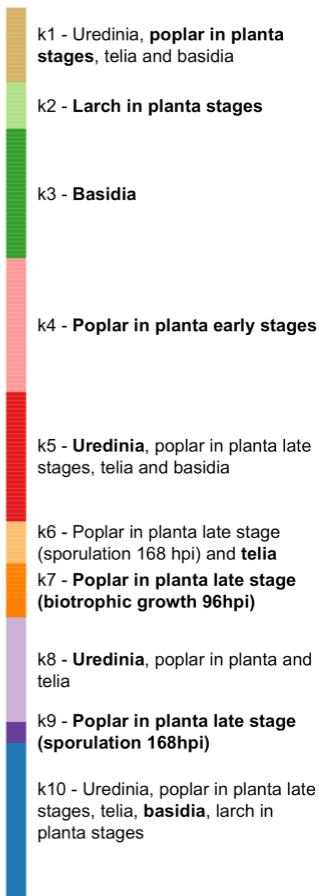 k1 - Uredinia, poplar in planta
stages, telia and basidia
k2 - Larch in planta stages
k3 - Basidia
k4 - Poplar in planta early stages
k5 - Uredinia, poplar in planta late
stages, telia and basidia
k6 - Poplar in planta late stage
(sporulation 168 hpi) and telia
k7 - Poplar in planta late stage
(biotrophic growth 96hpi)
k8 - Uredinia, poplar in planta and
telia
k9 - Poplar in planta late stage
(sporulation 168hpi)
k10 - Uredinia, poplar in planta late
stages, telia, basidia, larch in
planta stages